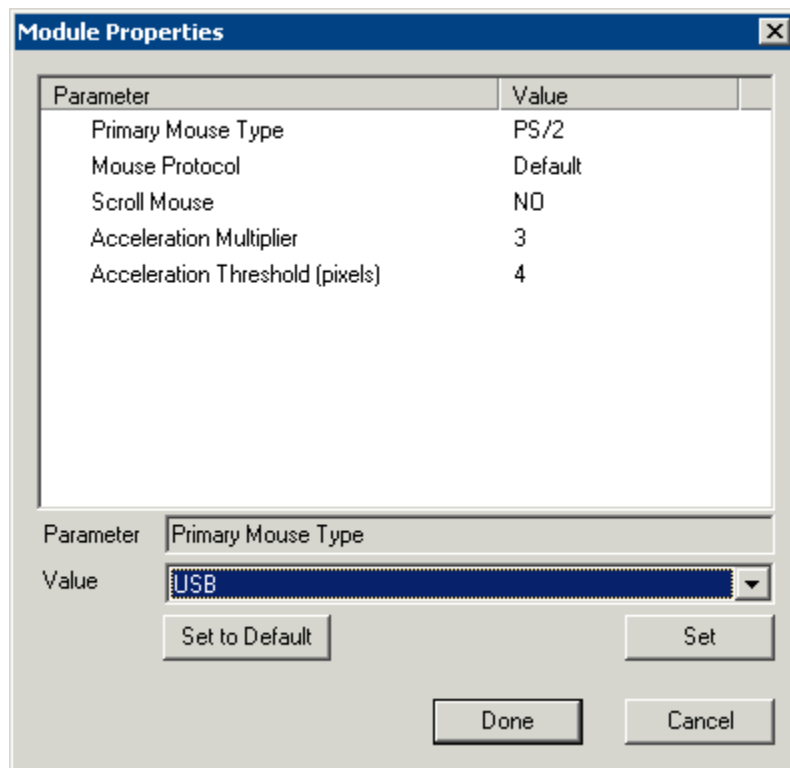 Module Properties
Parameter Value
Primary Mouse Type PS/2
Mouse Protocol Default
Scroll Mouse NO
Acceleration Multiplier 3
Acceleration Threshold (pixels) 4
Parameter Primary Mouse Type
Value USB
Set to Default Set
Done Cancel